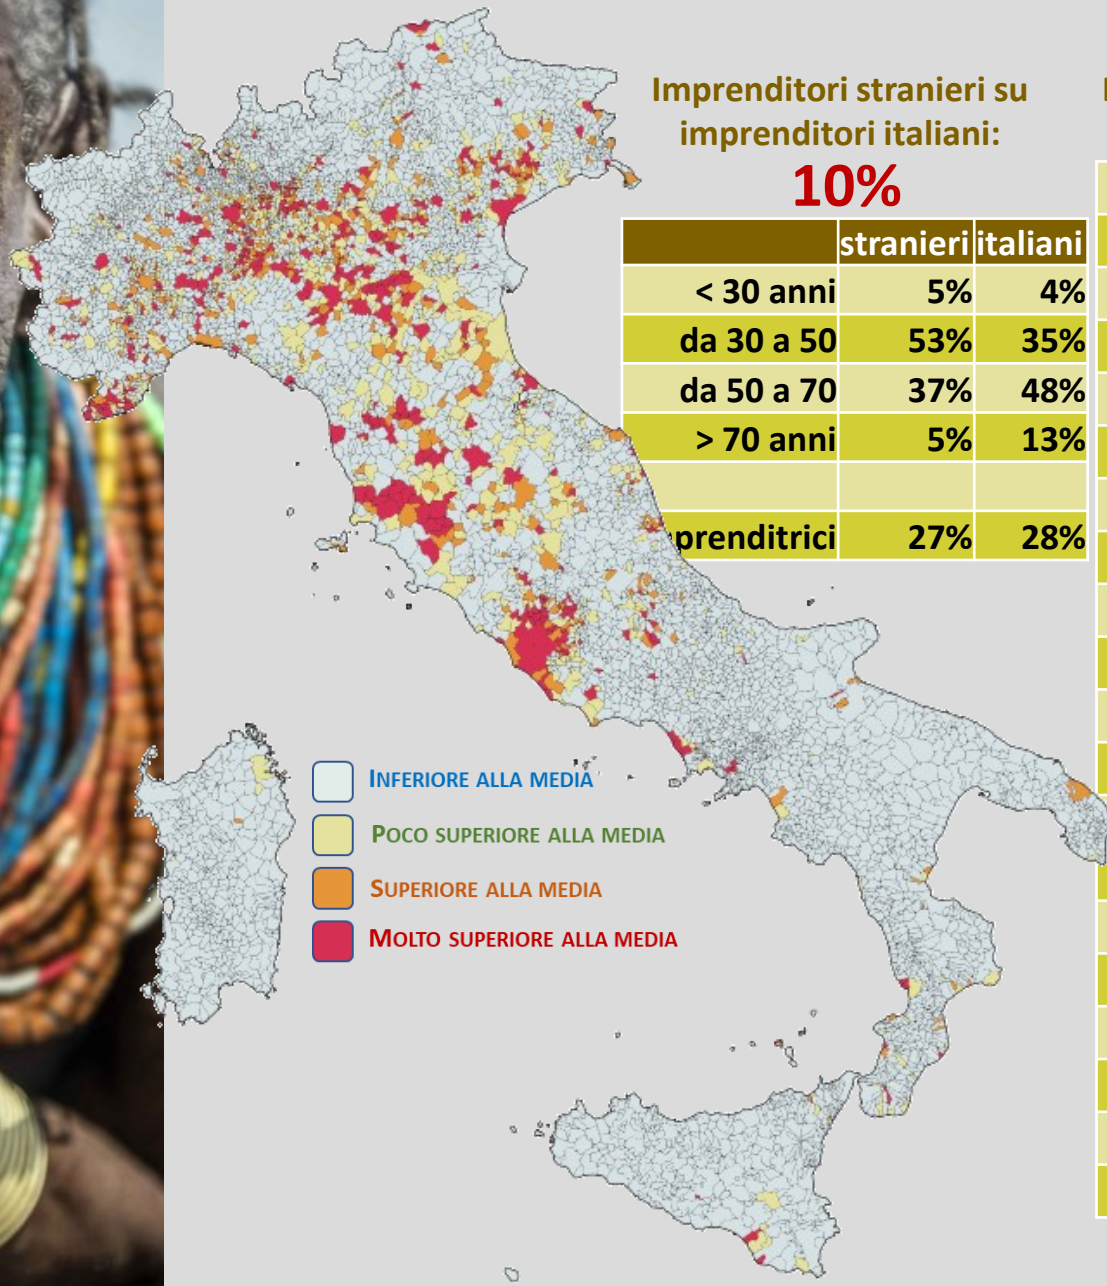 Imprenditori stranieri su
imprenditori italiani:
10%
stranieri italiani
< 30 anni 5% 4%
da 30 a 50 53% 35%
da 50 a 70 37% 48%
> 70 anni 5% 13%
prenditrici 27% 28%
INFERIORE ALLA MEDIA
POCO SUPERIORE ALLA MEDIA
SUPERIORE ALLA MEDIA
MOLTO SUPERIORE ALLA MEDIA